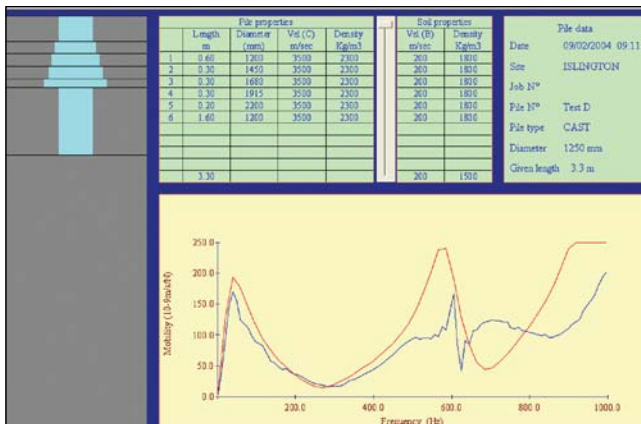 Pile properties
Length Diameter Vel (C) Density
m (mm) m/sec Kg/m3
1 0.60 1200 3500 2300
2 0.30 1450 3500 2300
3 0.30 1680 3500 2300
4 0.30 1915 3500 2300
5 0.20 2200 3500 2300
6 1.60 1200 3500 2300
3.30
Soil properties
Vel (B) Density
m/sec Kg/m3
200 1800
200 1800
200 1800
200 1800
200 1800
200 1800
200 1500
Pile data
Date 09/02/2004 09:11
Site ISLINGTON
Job Nº
Pile Nº Test D
Pile type CAST
Diameter 1250 mm
Given length 3.3 m
250.0
200.0
150.0
100.0
50.0
0.0
Mobility (10-9m/s/kN)
200.0 400.0 600.0 800.0 1000.0
Frequency (Hz)